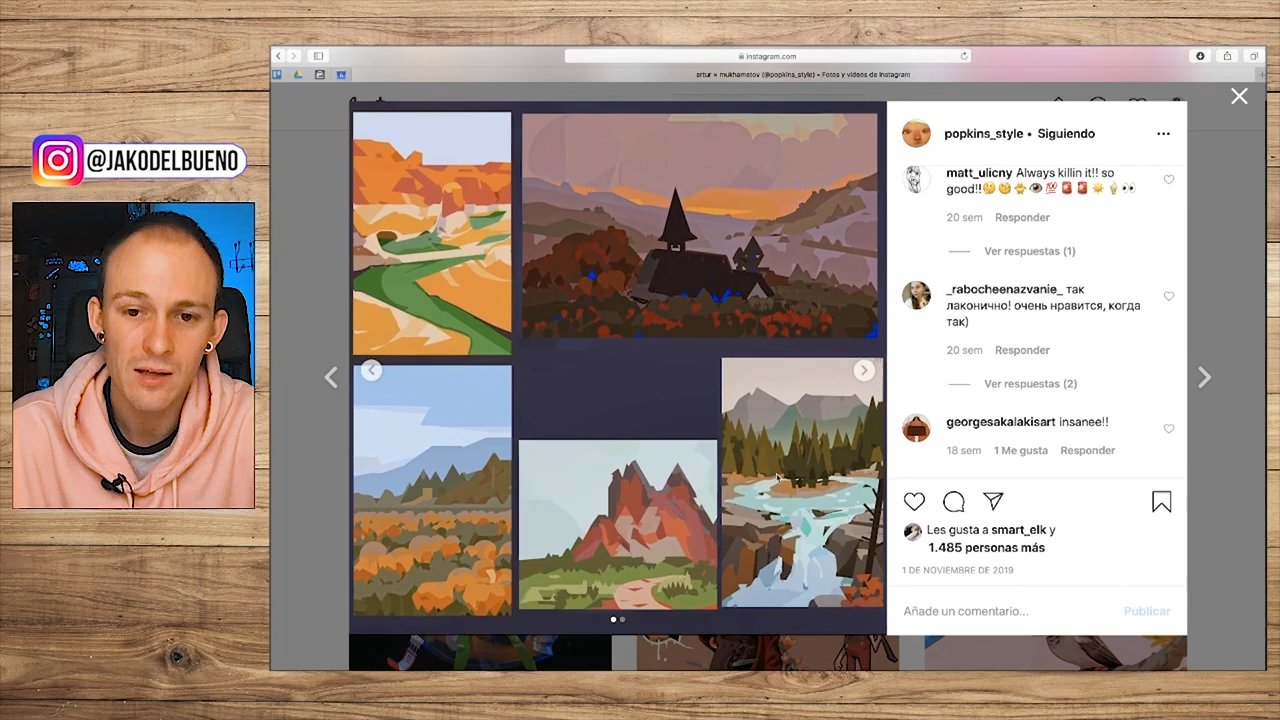 instagram.com
artur × mukhametov (@popkins_style) • Fotos y videos de Instagram
@JAKODELBUENO
popkins_style • Siguiendo
matt_ulicny Always killin it!! so
good!!🤔🧐🐥👁💯🚨🚨☀️🍦👀
20 sem Responder
Ver respuestas (1)
_rabocheenazvanie_ так
лаконично! очень нравится, когда
так)
20 sem Responder
Ver respuestas (2)
georgesakalakisart insanee!!
18 sem 1 Me gusta Responder
Les gusta a smart_elk y
1.485 personas más
1 DE NOVIEMBRE DE 2019
Añade un comentario... Publicar